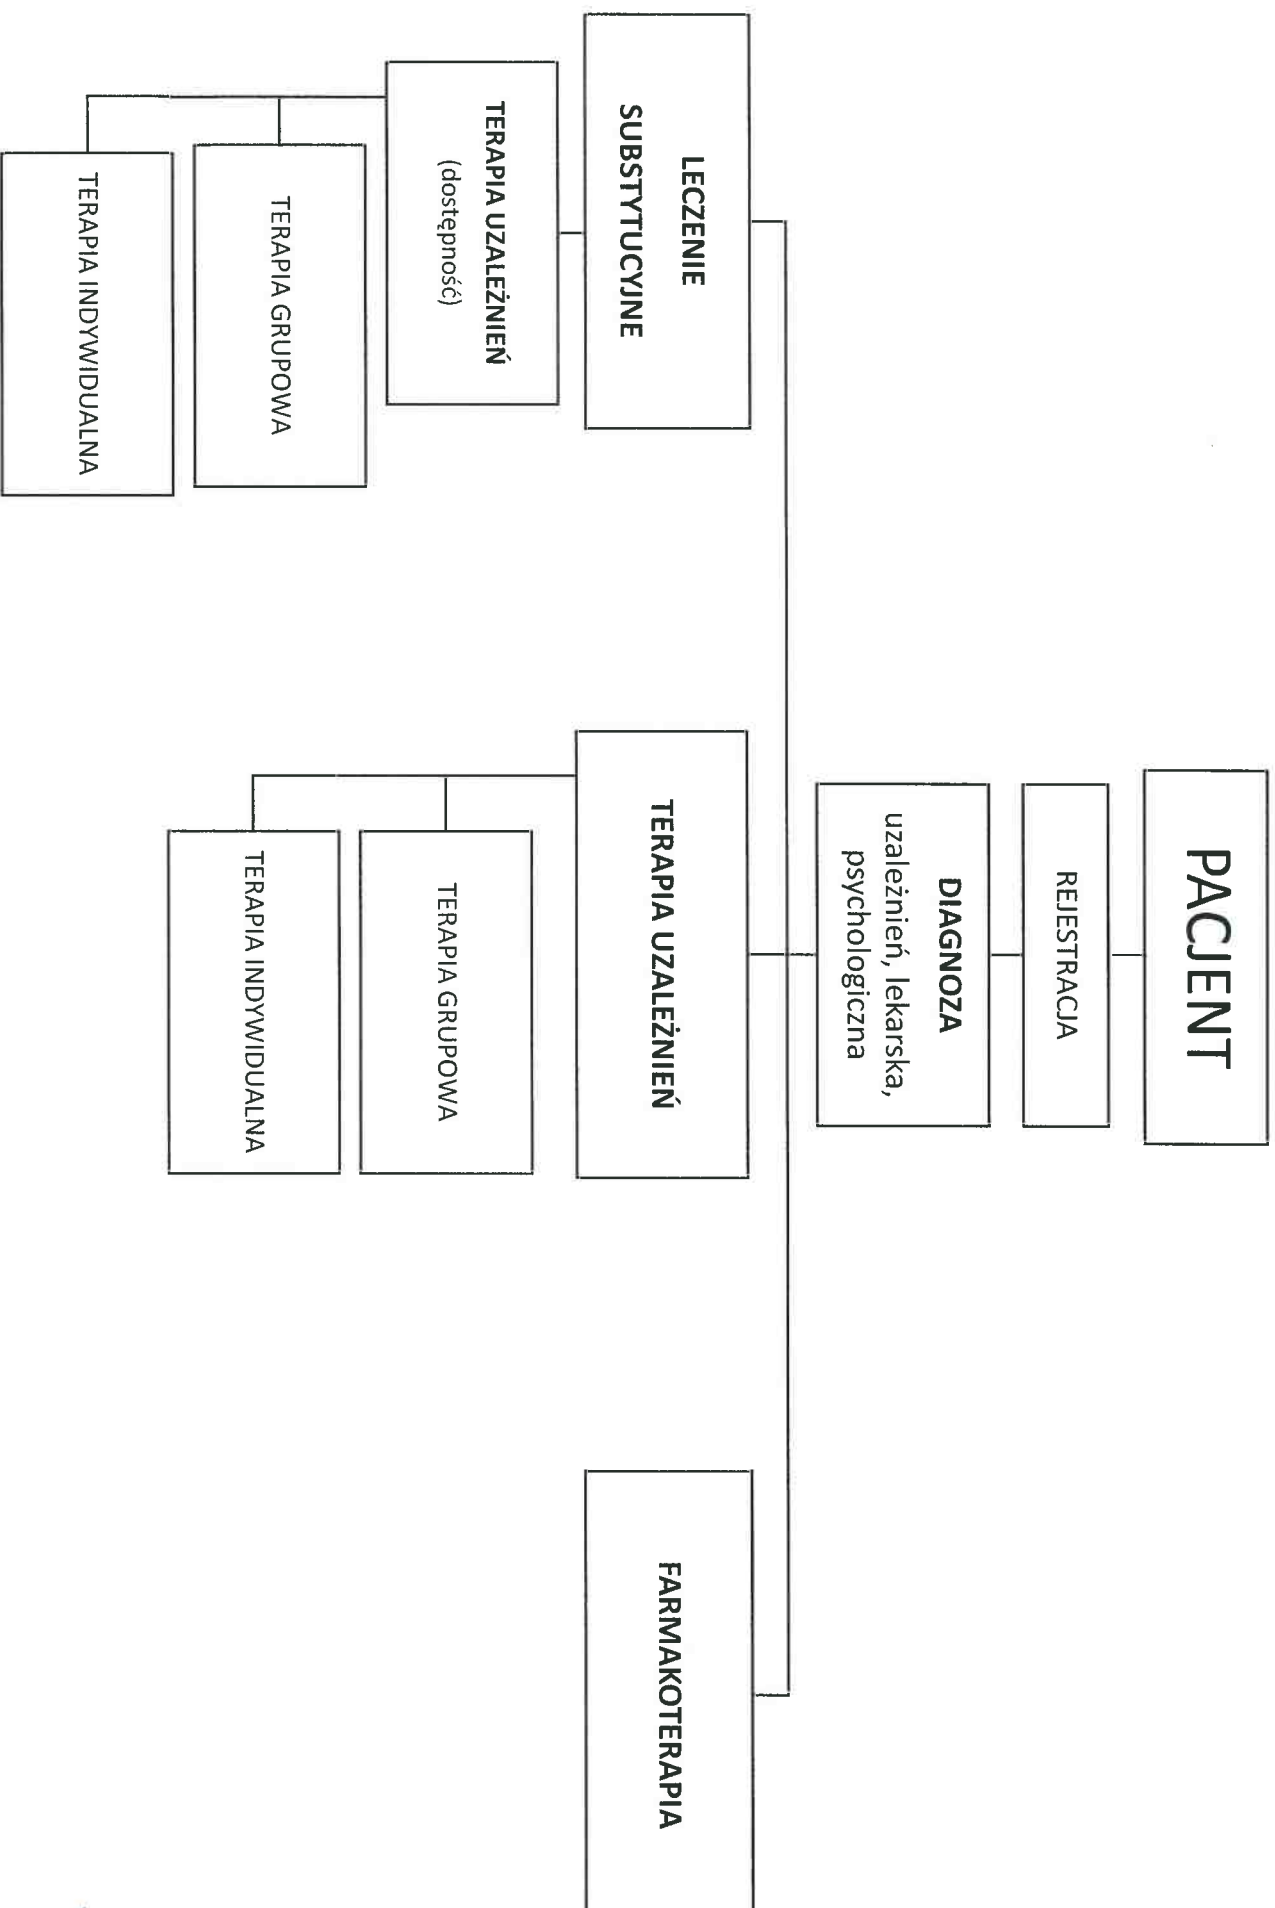 PACJENT
REJESTRACJA
DIAGNOZA
uzależnień, lekarska,
psychologiczna
LECZENIE
SUBSTYTUCYJNE
TERAPIA UZALEŻNIEŃ
(dostępność)
TERAPIA GRUPOWA
TERAPIA INDYWIDUALNA
TERAPIA UZALEŻNIEŃ
TERAPIA GRUPOWA
TERAPIA INDYWIDUALNA
FARMAKOTERAPIA